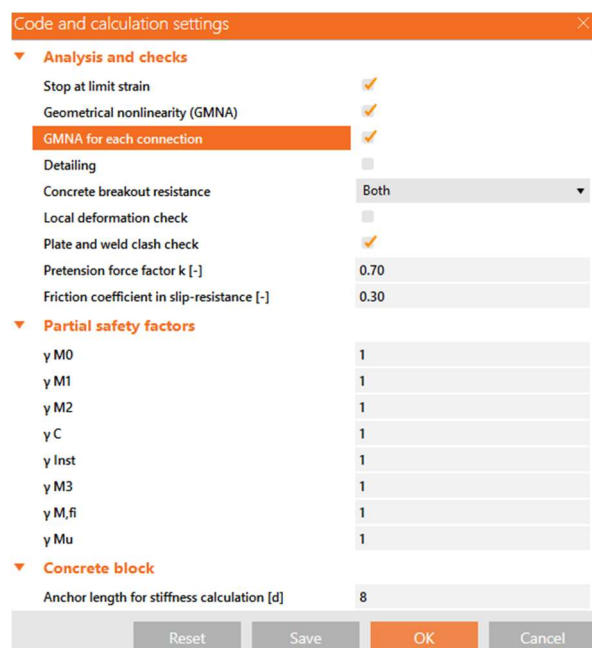 Code and calculation settings
Analysis and checks
Stop at limit strain
Geometrical nonlinearity (GMNA)
GMNA for each connection
Detailing
Concrete breakout resistance Both
Local deformation check
Plate and weld clash check
Pretension force factor k [-] 0.70
Friction coefficient in slip-resistance [-] 0.30
Partial safety factors
γ M0 1
γ M1 1
γ M2 1
γ C 1
γ Inst 1
γ M3 1
γ M,fi 1
γ Mu 1
Concrete block
Anchor length for stiffness calculation [d] 8
Reset Save OK Cancel